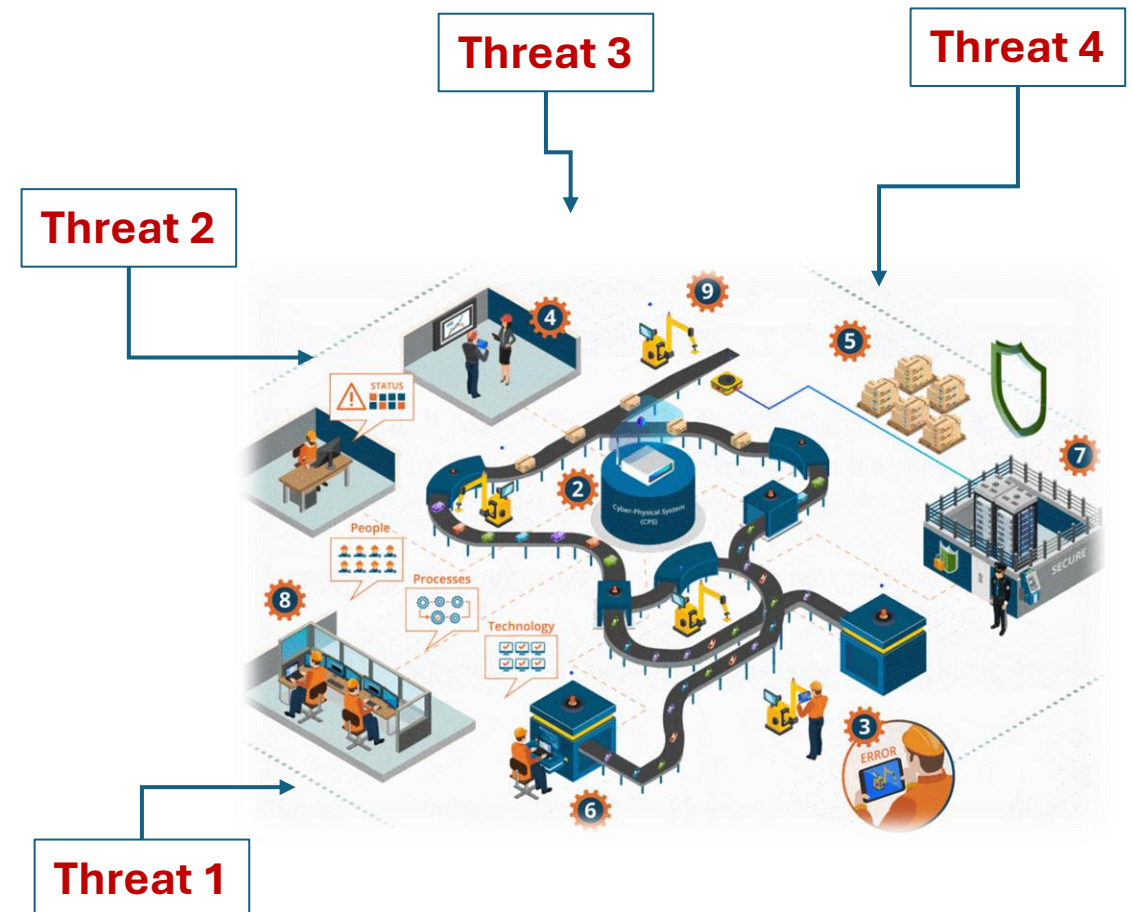 Threat 3
Threat 4
Threat 2
9
4
5
STATUS
7
2
Cyber-Physical System
(CPS)
People
SECURE
Processes
8
Technology
3
ERROR
6
Threat 1